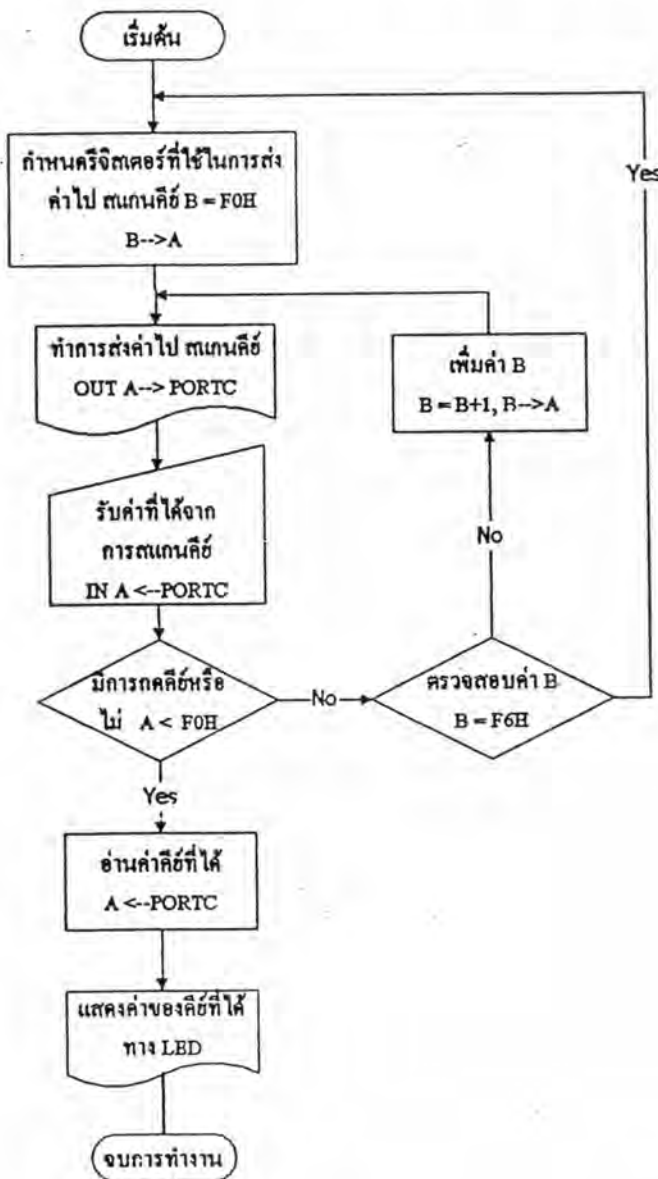 เริ่มต้น
กำหนดรีจิสเตอร์ที่ใช้ในการส่ง
ค่าไป สแกนคีย์ B = F0H
B-->A
ทำการส่งค่าไป สแกนคีย์
OUT A--> PORTC
รับค่าที่ได้จาก
การสแกนคีย์
IN A <--PORTC
มีการกดคีย์หรือ
ไม่ A < F0H
No
ตรวจสอบค่า B
B = F6H
No
เพิ่มค่า B
B = B+1, B-->A
Yes
Yes
อ่านค่าคีย์ที่ได้
A <--PORTC
แสดงค่าของคีย์ที่ได้
ทาง LED
จบการทำงาน